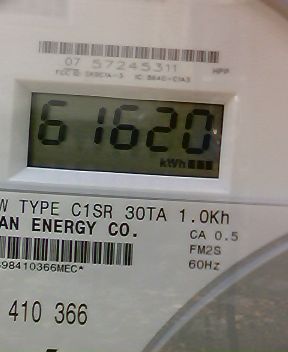 07 57245311
HPP
61620
kWh
W TYPE C1SR 30TA 1.0Kh
AN ENERGY CO.
CA 0.5
FM2S
60Hz
98410366MEC*
410 366